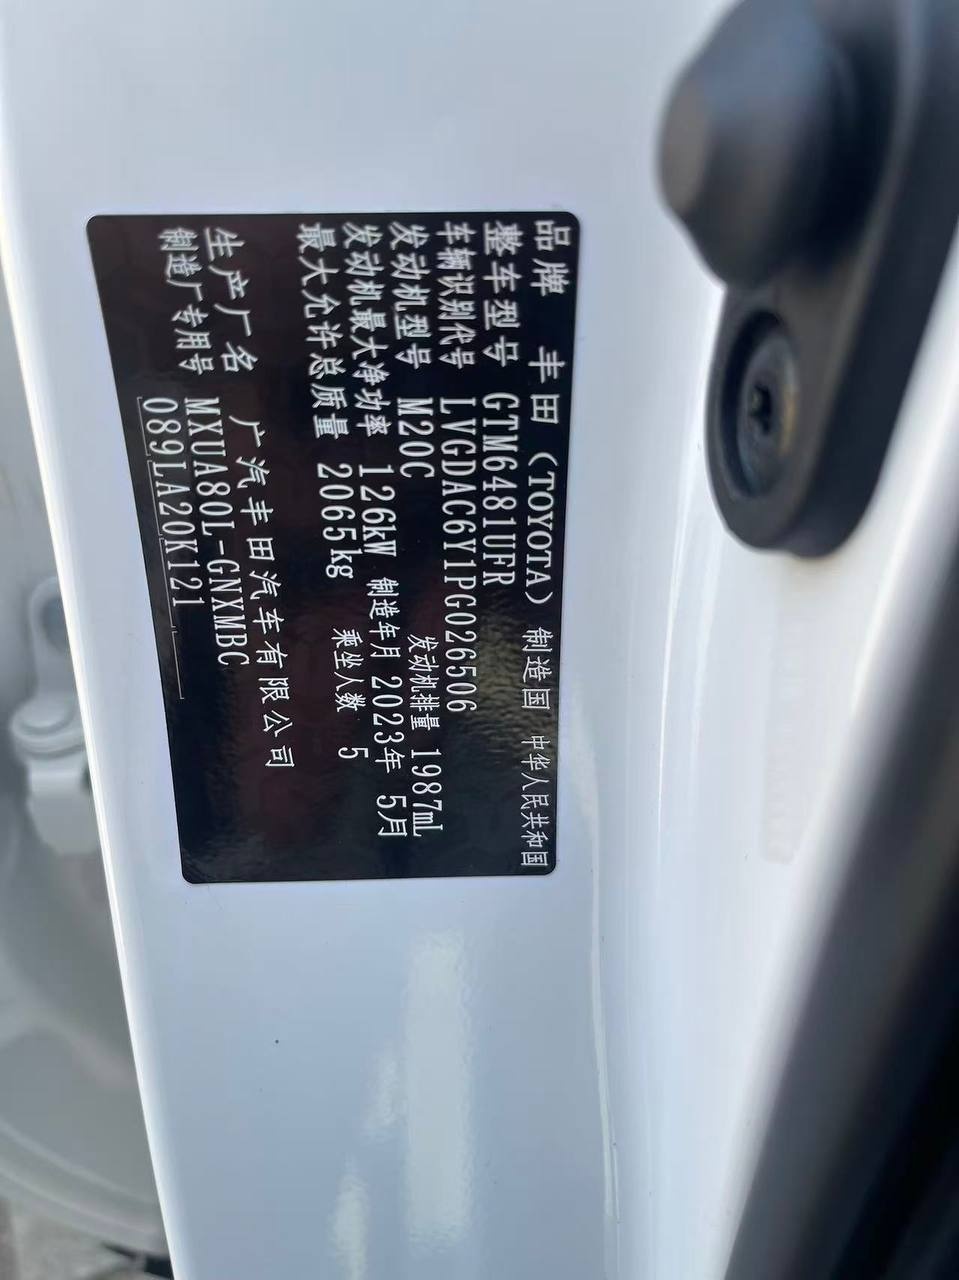 品牌 丰田（TOYOTA） 制造国 中华人民共和国
整车型号 GTM6481UFR
车辆识别代号 LVGDAC6Y1PG026506
发动机型号 M20C 发动机排量 1987mL
发动机最大净功率 126kW 制造年月 2023年 5月
最大允许总质量 2065kg 乘坐人数 5
生产厂名 广汽丰田汽车有限公司
制造厂专用号 MXUA80L-GNXMBC
089LA20K121